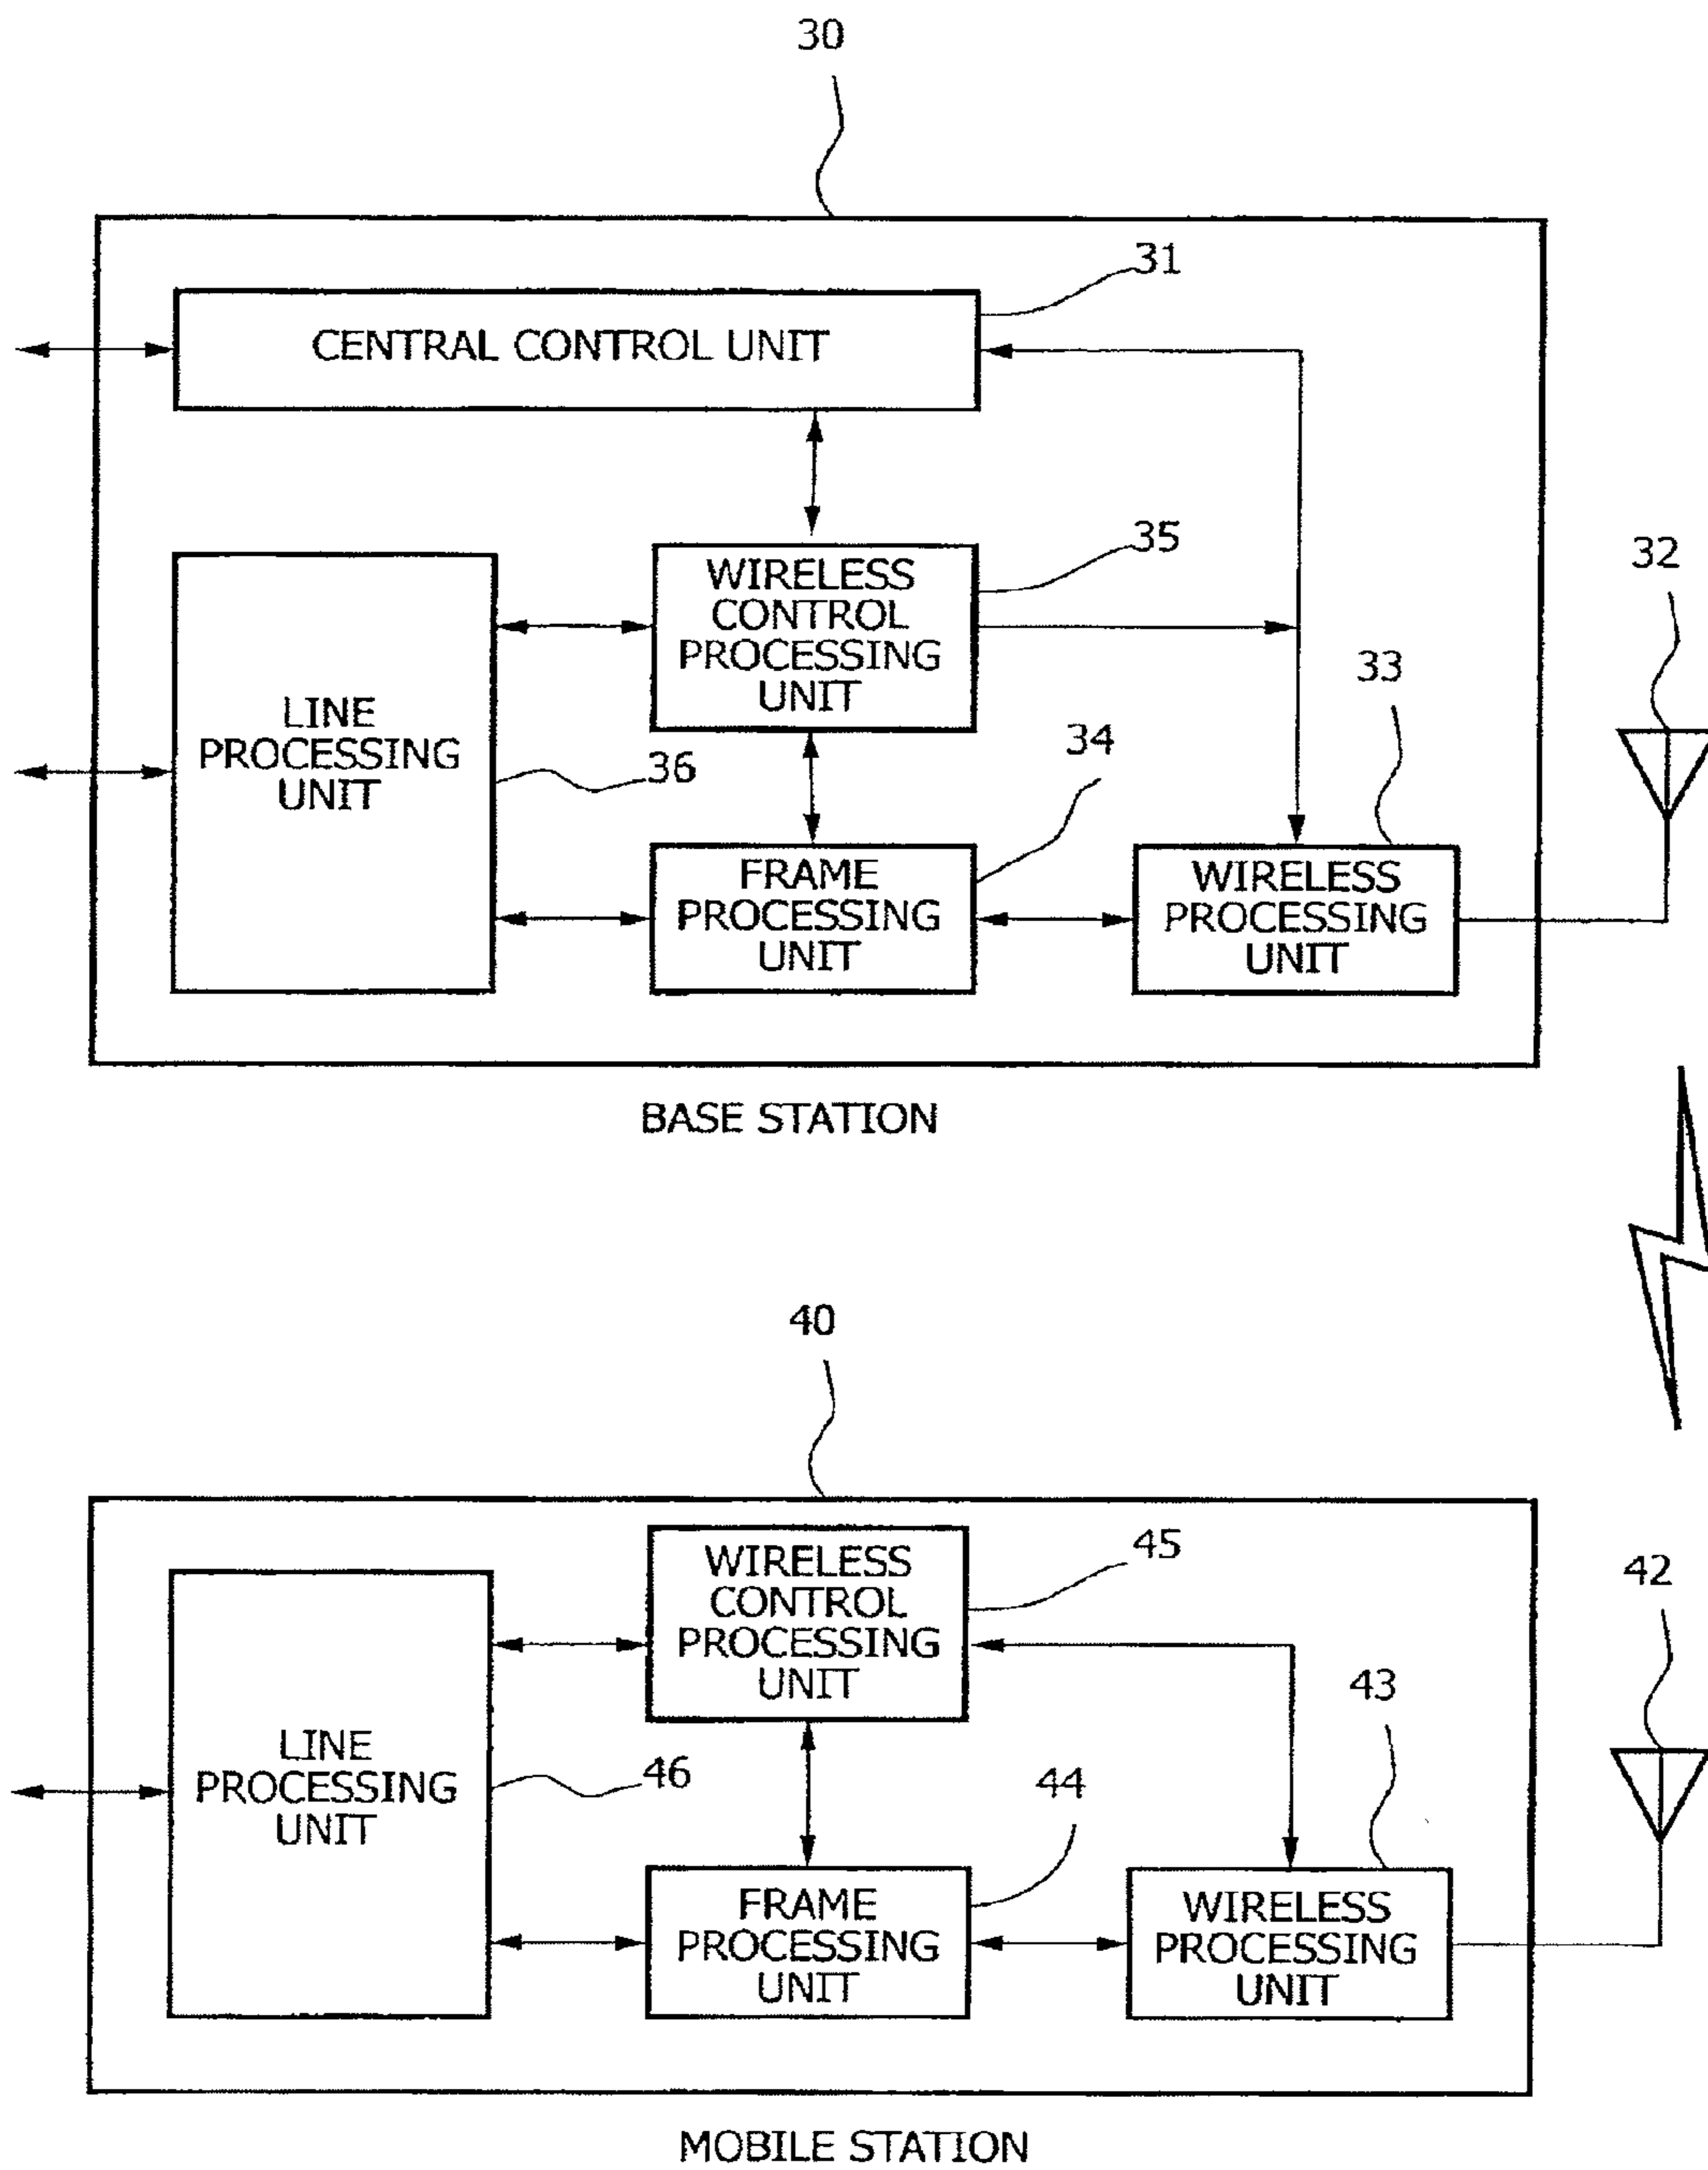 30
31
CENTRAL CONTROL UNIT
35
32
WIRELESS
CONTROL
PROCESSING
UNIT
33
LINE
PROCESSING
UNIT
36
34
FRAME
PROCESSING
UNIT
WIRELESS
PROCESSING
UNIT
BASE STATION
40
45
42
WIRELESS
CONTROL
PROCESSING
UNIT
43
LINE
PROCESSING
UNIT
46
44
FRAME
PROCESSING
UNIT
WIRELESS
PROCESSING
UNIT
MOBILE STATION